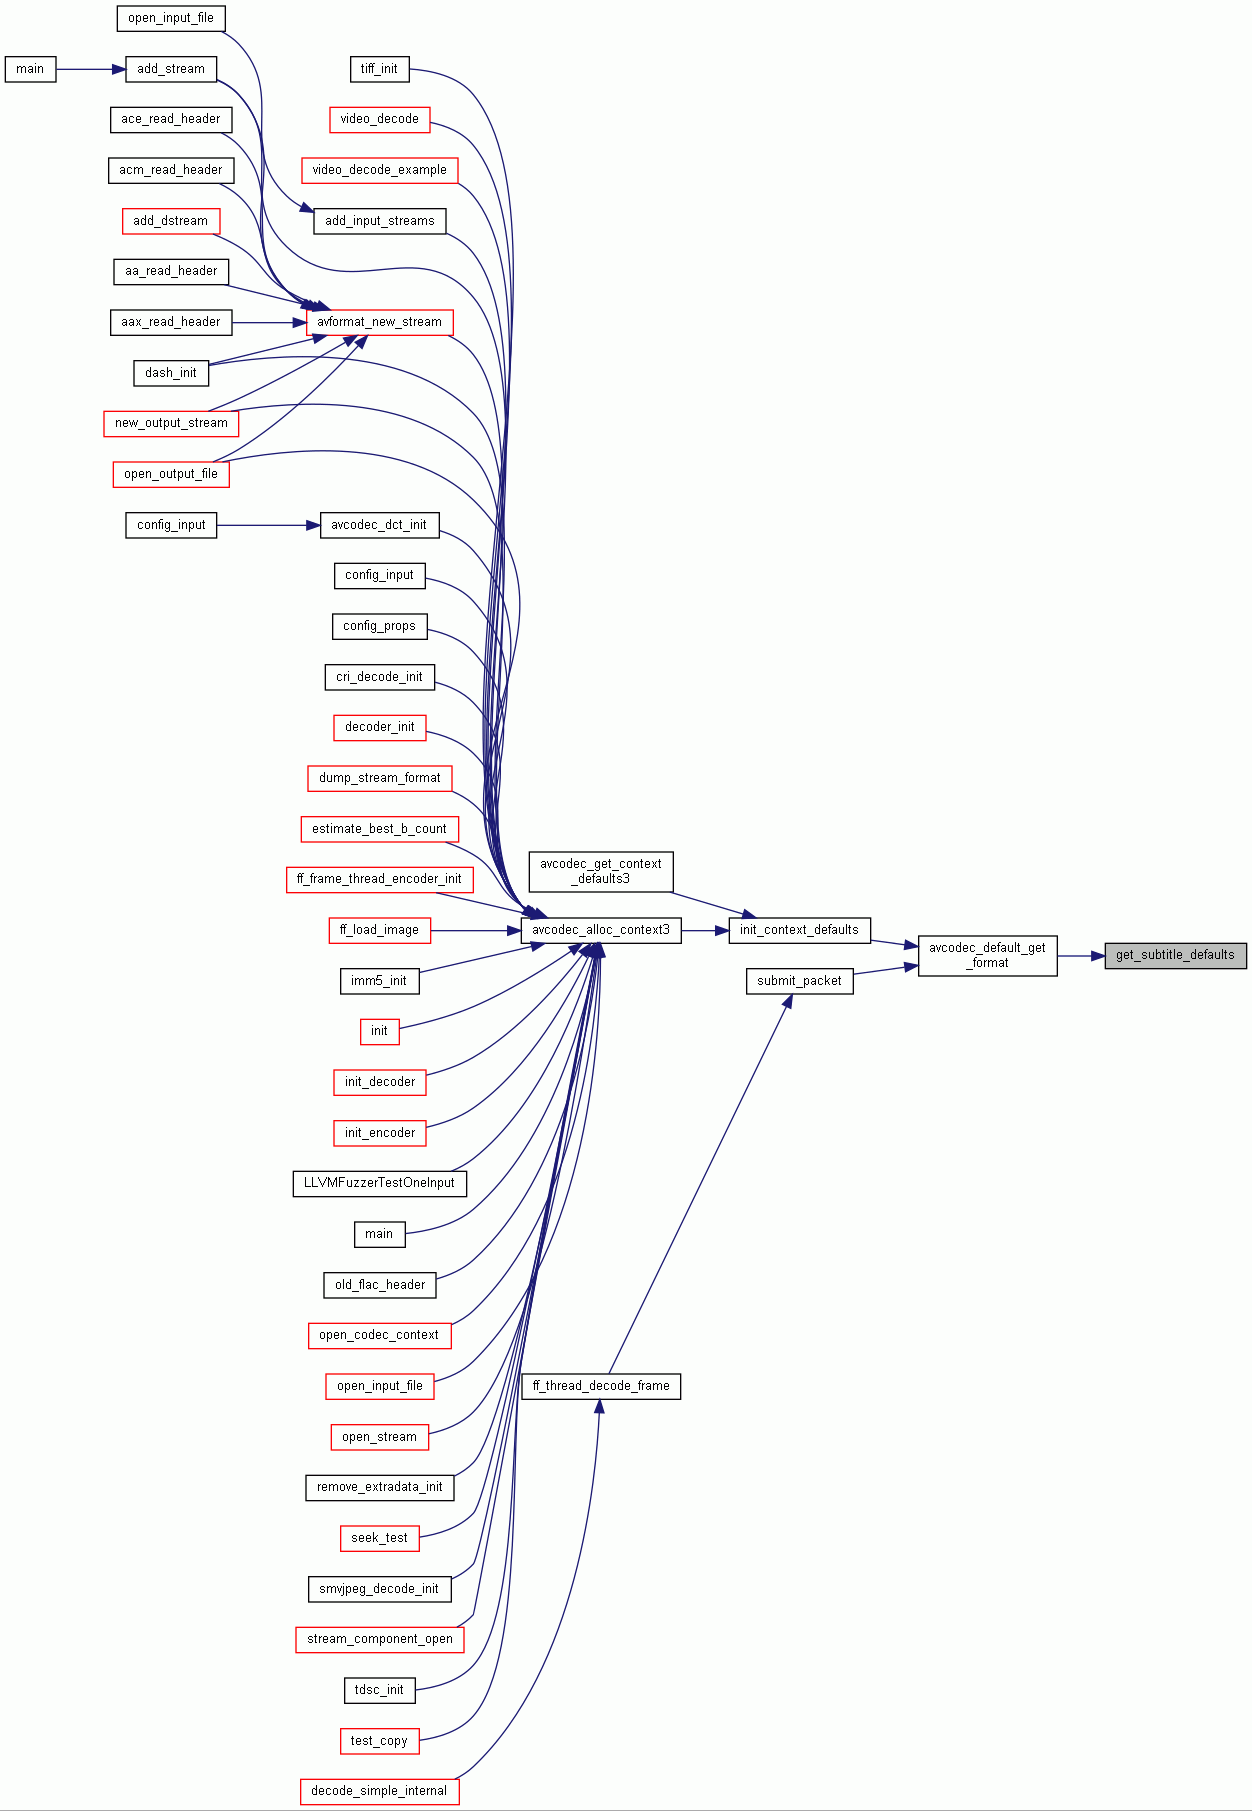 open_input_file
main
add_stream
tiff_init
ace_read_header
video_decode
acm_read_header
video_decode_example
add_dstream
add_input_streams
aa_read_header
aax_read_header
avformat_new_stream
dash_init
new_output_stream
open_output_file
config_input
avcodec_dct_init
config_input
config_props
cri_decode_init
decoder_init
dump_stream_format
estimate_best_b_count
avcodec_get_context
_defaults3
ff_frame_thread_encoder_init
ff_load_image
avcodec_alloc_context3
init_context_defaults
avcodec_default_get
_format
get_subtitle_defaults
imm5_init
submit_packet
init
init_decoder
init_encoder
LLVMFuzzerTestOneInput
main
old_flac_header
open_codec_context
open_input_file
ff_thread_decode_frame
open_stream
remove_extradata_init
seek_test
smvjpeg_decode_init
stream_component_open
tdsc_init
test_copy
decode_simple_internal